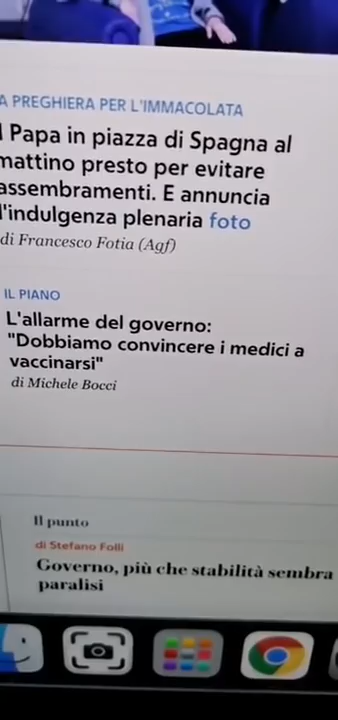 A PREGHIERA PER L'IMMACOLATA
l Papa in piazza di Spagna al
mattino presto per evitare
assembramenti. E annuncia
l'indulgenza plenaria foto
di Francesco Fotia (Agf)
IL PIANO
L'allarme del governo:
"Dobbiamo convincere i medici a
vaccinarsi"
di Michele Bocci
Il punto
di Stefano Folli
Governo, più che stabilità sembra
paralisi